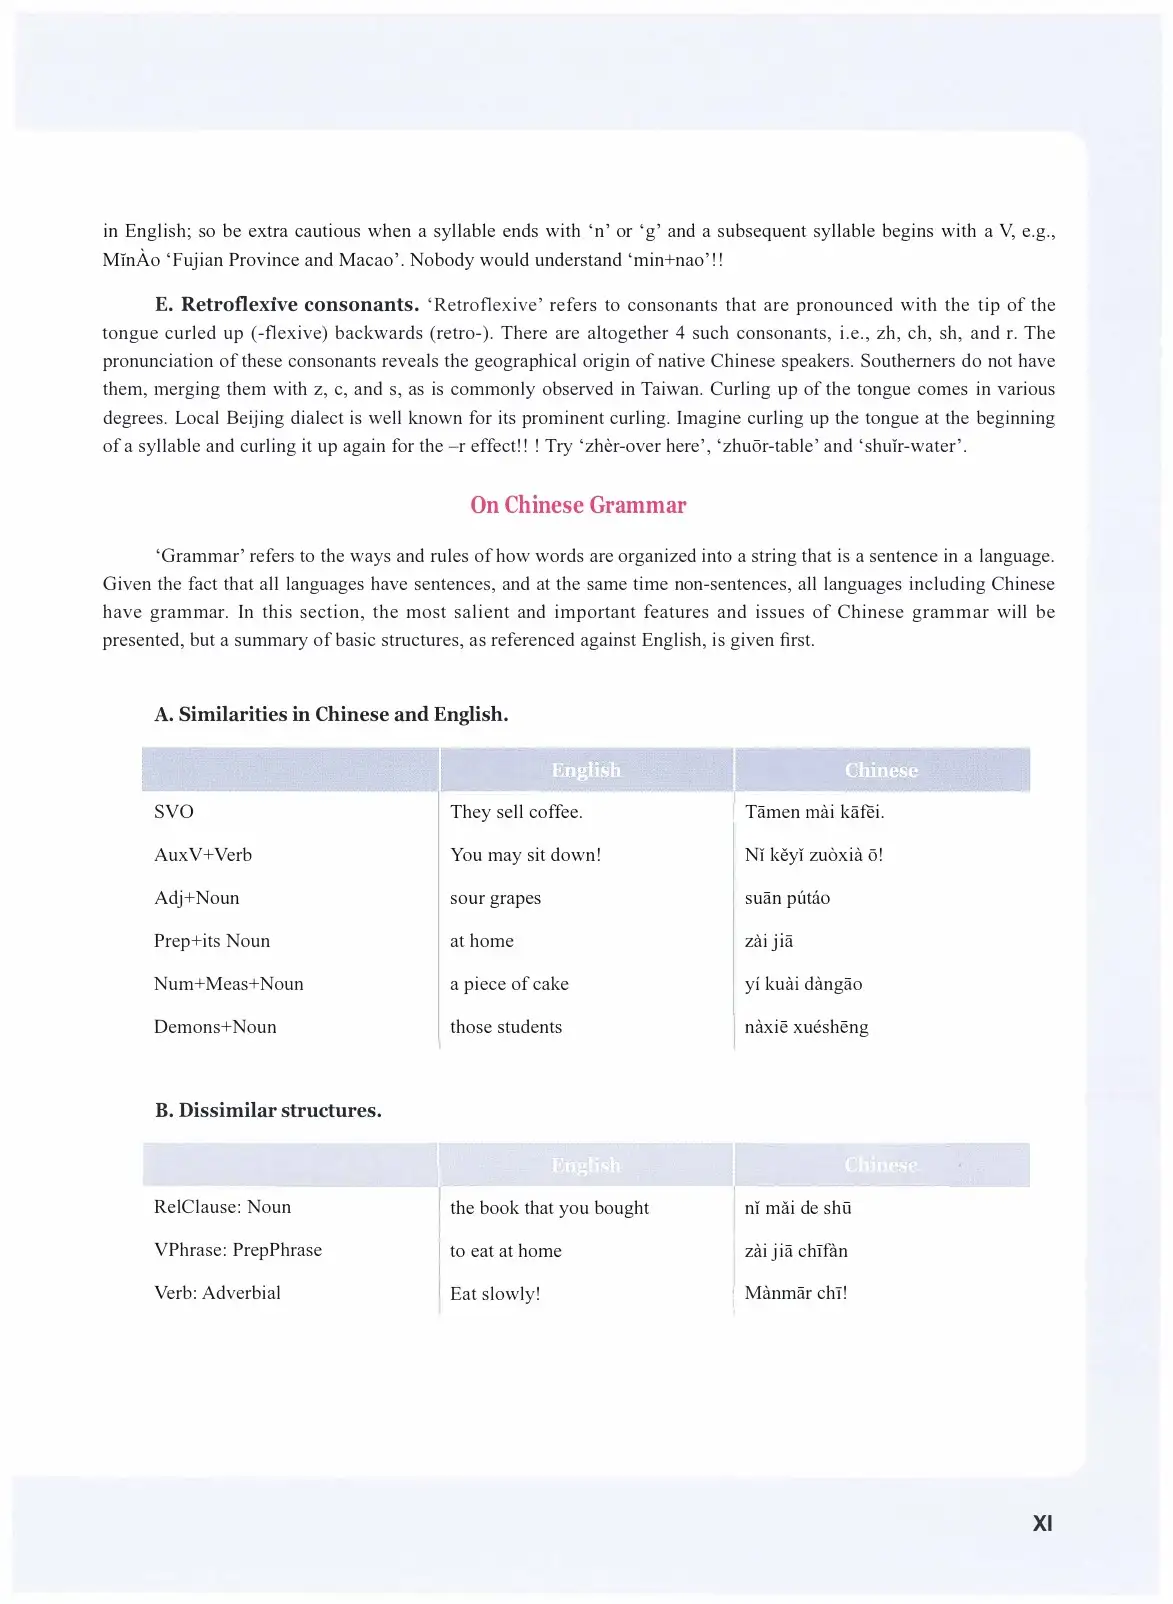 in English; so be extra cautious when a syllable ends with ‘n’ or ‘g’ and a subsequent syllable begins with a V, e.g.,
MǐnÀo ‘Fujian Province and Macao’. Nobody would understand ‘min+nao’!!
E. Retroflexive consonants. ‘Retroflexive’ refers to consonants that are pronounced with the tip of the
tongue curled up (-flexive) backwards (retro-). There are altogether 4 such consonants, i.e., zh, ch, sh, and r. The
pronunciation of these consonants reveals the geographical origin of native Chinese speakers. Southerners do not have
them, merging them with z, c, and s, as is commonly observed in Taiwan. Curling up of the tongue comes in various
degrees. Local Beijing dialect is well known for its prominent curling. Imagine curling up the tongue at the beginning
of a syllable and curling it up again for the –r effect!! ! Try ‘zhèr-over here’, ‘zhuōr-table’ and ‘shuǐr-water’.
On Chinese Grammar
‘Grammar’ refers to the ways and rules of how words are organized into a string that is a sentence in a language.
Given the fact that all languages have sentences, and at the same time non-sentences, all languages including Chinese
have grammar. In this section, the most salient and important features and issues of Chinese grammar will be
presented, but a summary of basic structures, as referenced against English, is given first.
A. Similarities in Chinese and English.
English Chinese
SVO They sell coffee. Tāmen mài kāfēi.
AuxV+Verb You may sit down! Nǐ kěyǐ zuòxià ō!
Adj+Noun sour grapes suān pútáo
Prep+its Noun at home zài jiā
Num+Meas+Noun a piece of cake yí kuài dàngāo
Demons+Noun those students nàxiē xuéshēng
B. Dissimilar structures.
English Chinese
RelClause: Noun the book that you bought nǐ mǎi de shū
VPhrase: PrepPhrase to eat at home zài jiā chīfàn
Verb: Adverbial Eat slowly! Mànmār chī!
XI